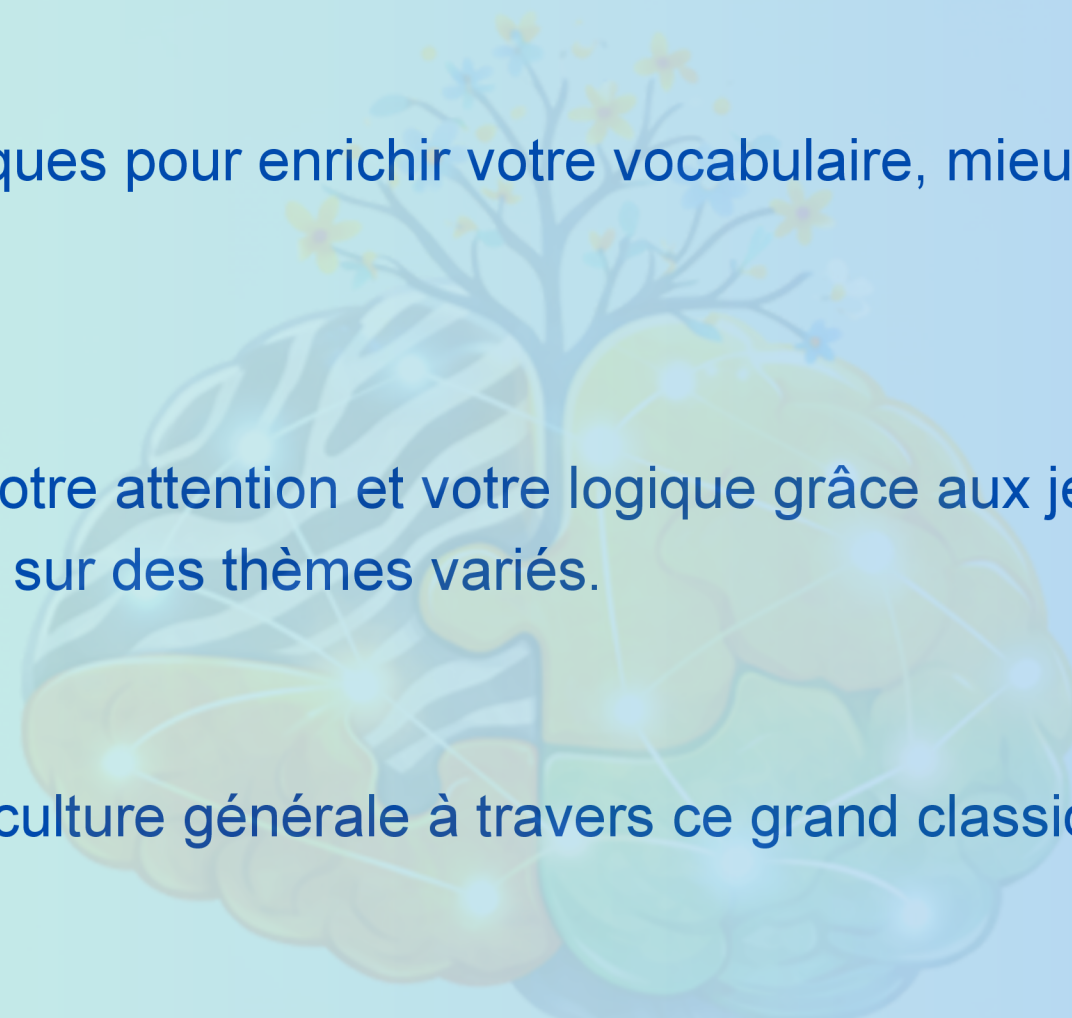 ques pour enrichir votre vocabulaire, mieu
otre attention et votre logique grâce aux je
sur des thèmes variés.
culture générale à travers ce grand classic